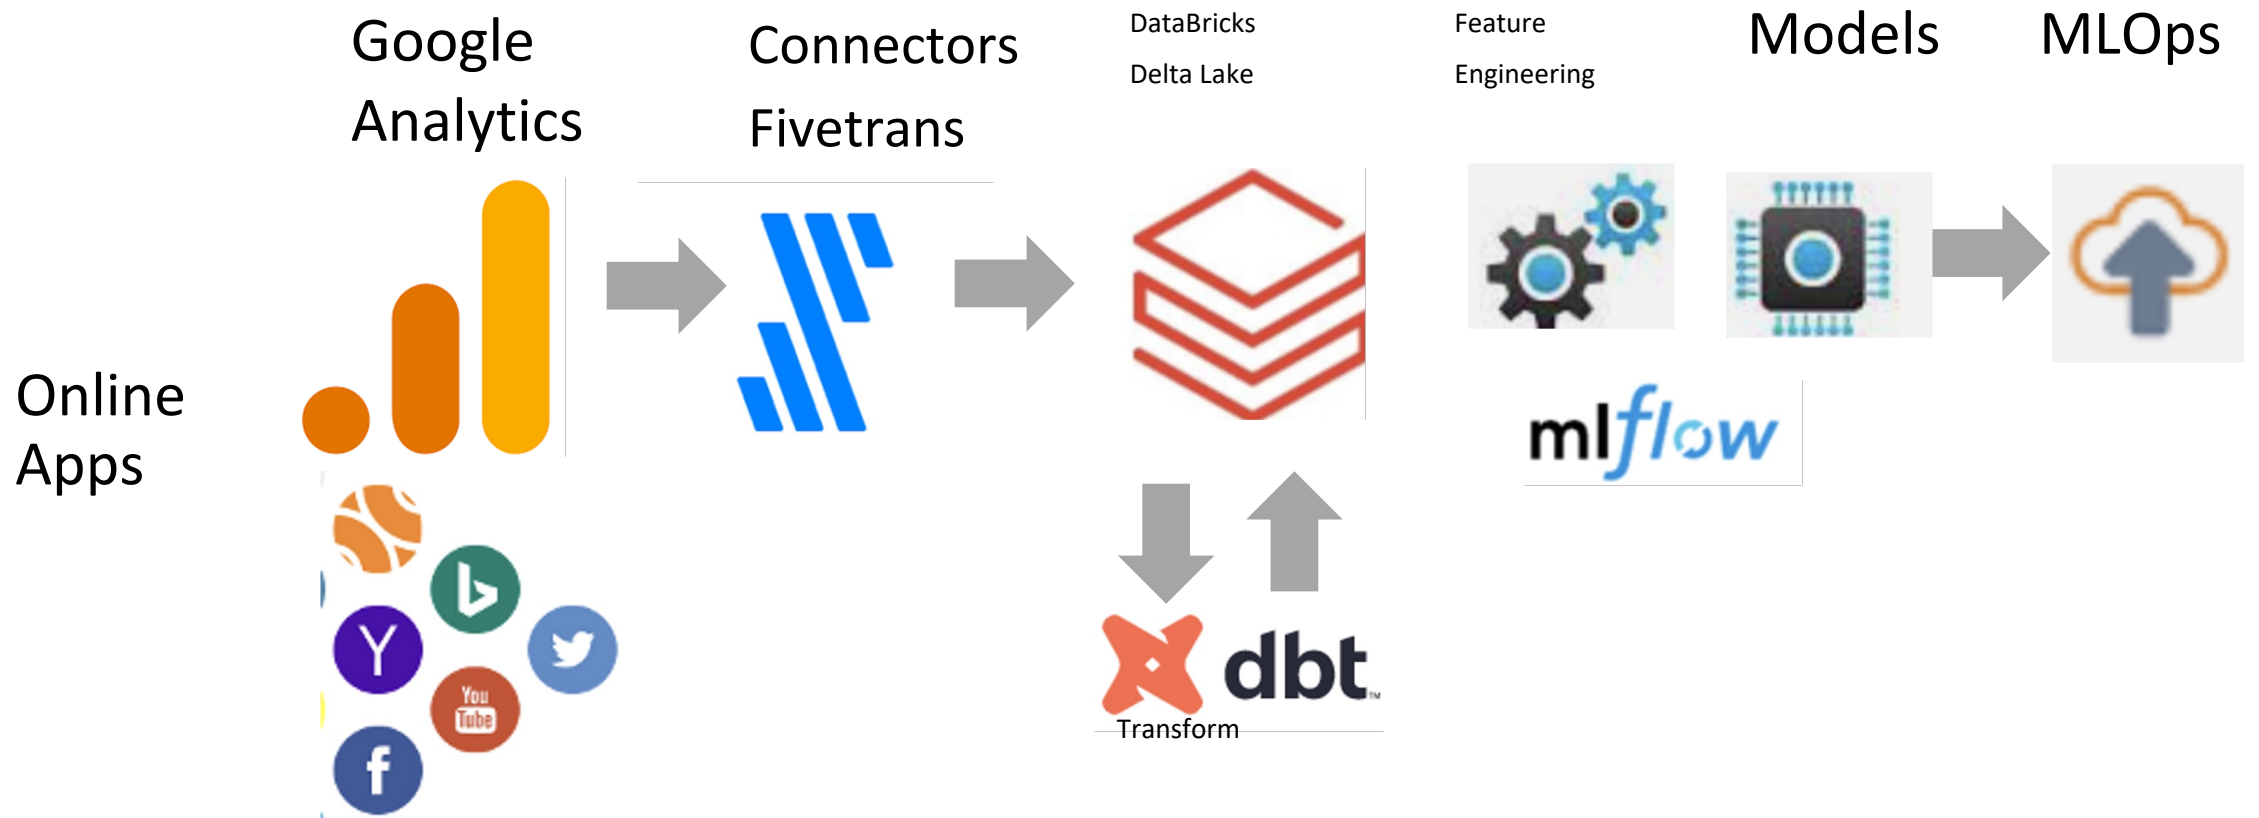 Google
Analytics
Connectors
Fivetrans
DataBricks
Delta Lake
Feature
Engineering
Models
MLOps
Online
Apps
mlflow
You
Tube
dbt
Transform